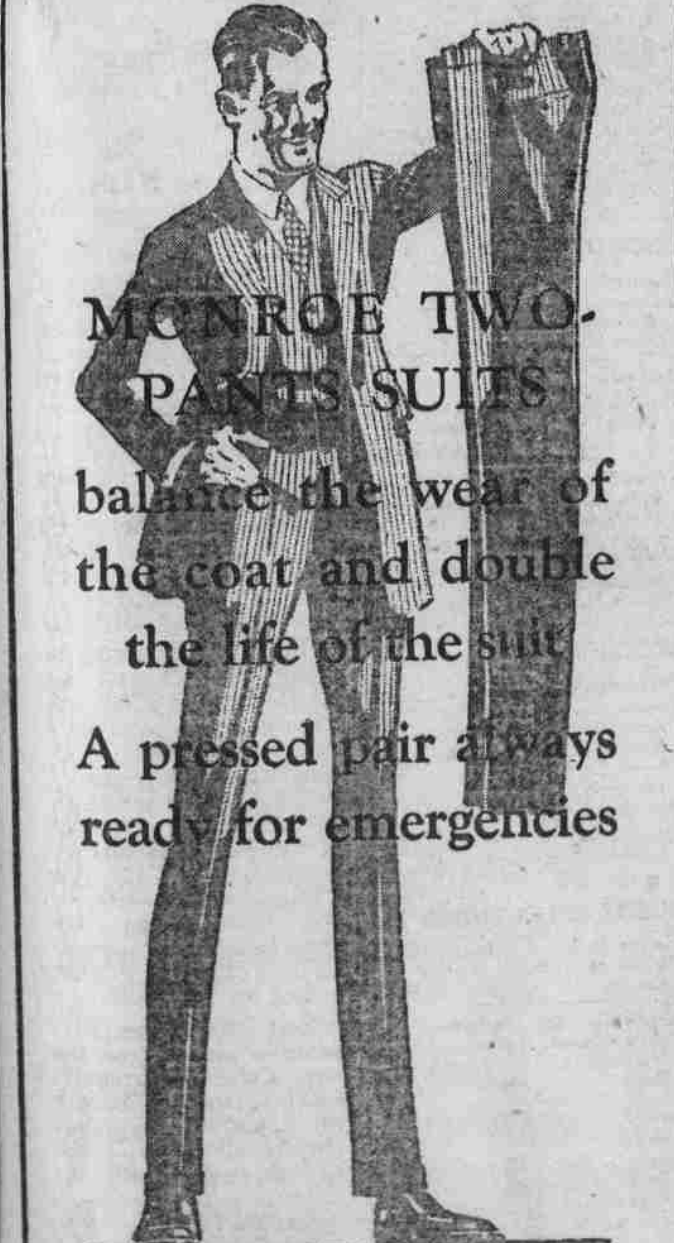 MONROE TWO-
PANTS SUITS
balance the wear of
the coat and double
the life of the suit
A pressed pair always
ready for emergencies